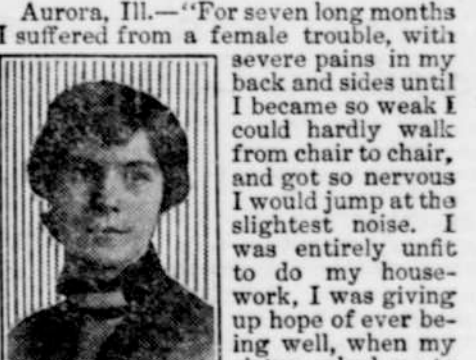 Aurora, Ill.—"For seven long months
I suffered from a female trouble, with
severe pains in my
back and sides until
I became so weak I
could hardly walk
from chair to chair,
and got so nervous
I would jump at the
slightest noise. I
was entirely unfit
to do my house-
work, I was giving
up hope of ever be-
ing well, when my